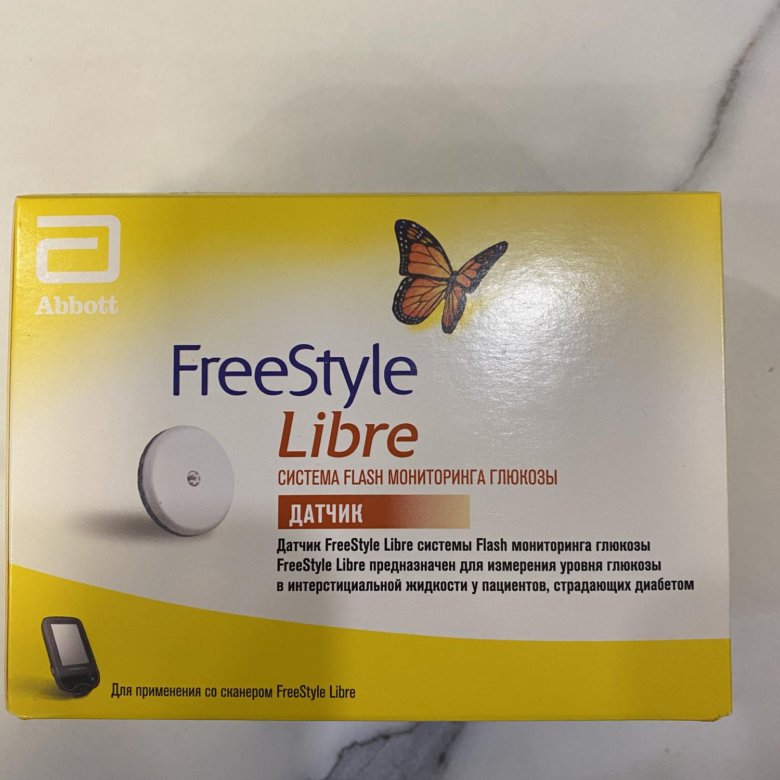 Abbott
FreeStyle
Libre
СИСТЕМА FLASH МОНИТОРИНГА ГЛЮКОЗЫ
ДАТЧИК
Датчик FreeStyle Libre системы Flash мониторинга глюкозы
FreeStyle Libre предназначен для измерения уровня глюкозы
в интерстициальной жидкости у пациентов, страдающих диабетом
Для применения со сканером FreeStyle Libre